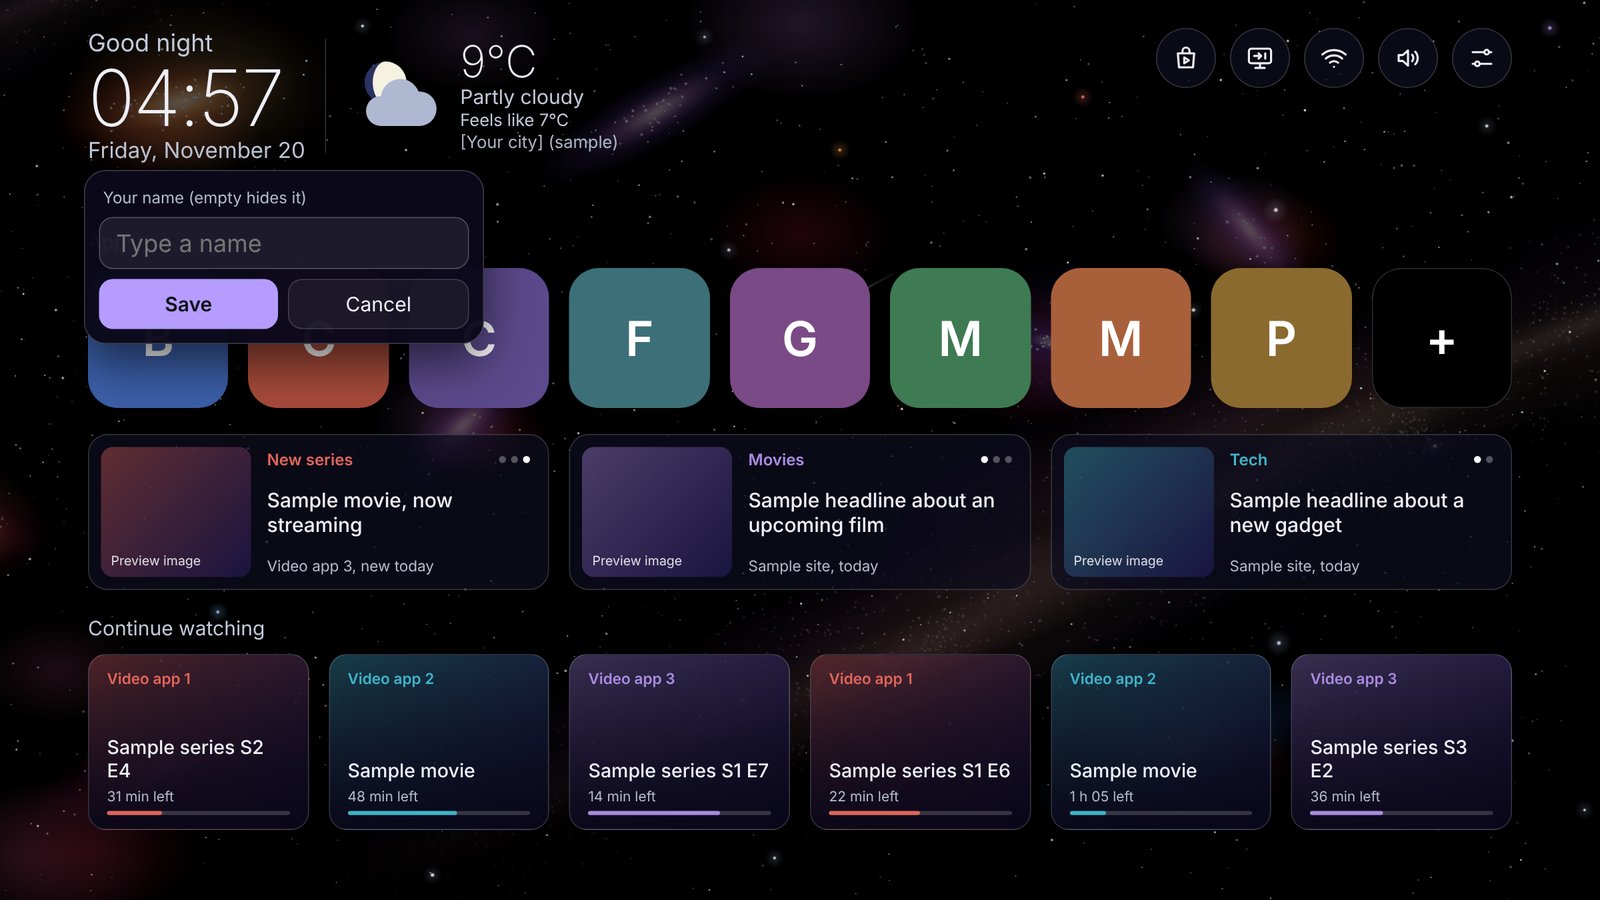 Good night
04:57
Friday, November 20
9°C
Partly cloudy
Feels like 7°C
[Your city] (sample)
Your name (empty hides it)
Type a name
Save
Cancel
B
C
C
F
G
M
M
P
+
New series
Sample movie, now
streaming
Video app 3, new today
Preview image
Movies
Sample headline about an
upcoming film
Sample site, today
Preview image
Tech
Sample headline about a
new gadget
Sample site, today
Preview image
Continue watching
Video app 1
Sample series S2
E4
31 min left
Video app 2
Sample movie
48 min left
Video app 3
Sample series S1 E7
14 min left
Video app 1
Sample series S1 E6
22 min left
Video app 2
Sample movie
1 h 05 left
Video app 3
Sample series S3
E2
36 min left